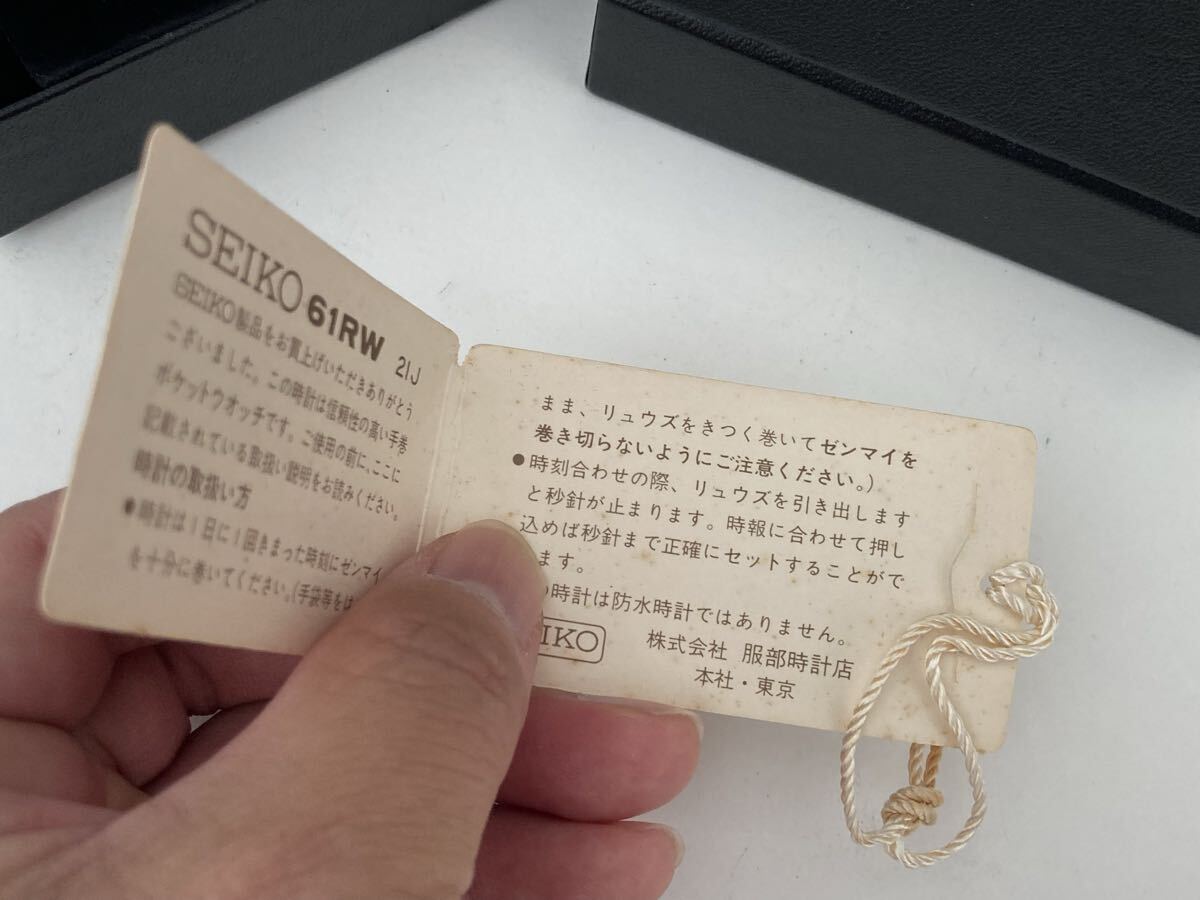 SEIKO 61RW 21J
SEIKO製品をお買上げいただきありがとう
ございました。この時計は信頼性の高い手巻
ポケットウオッチです。ご使用の前に、ここに
記載されている取扱い説明をお読みください。
時計の取扱い方
●時計は1日に1回きまった時刻にゼンマイ
を十分に巻いてください。(手袋等をは
まま、リュウズをきつく巻いてゼンマイを
巻き切らないようにご注意ください。)
●時刻合わせの際、リュウズを引き出します
と秒針が止まります。時報に合わせて押し
込めば秒針まで正確にセットすることがで
ます。
時計は防水時計ではありません。
IKO 株式会社 服部時計店
本社・東京